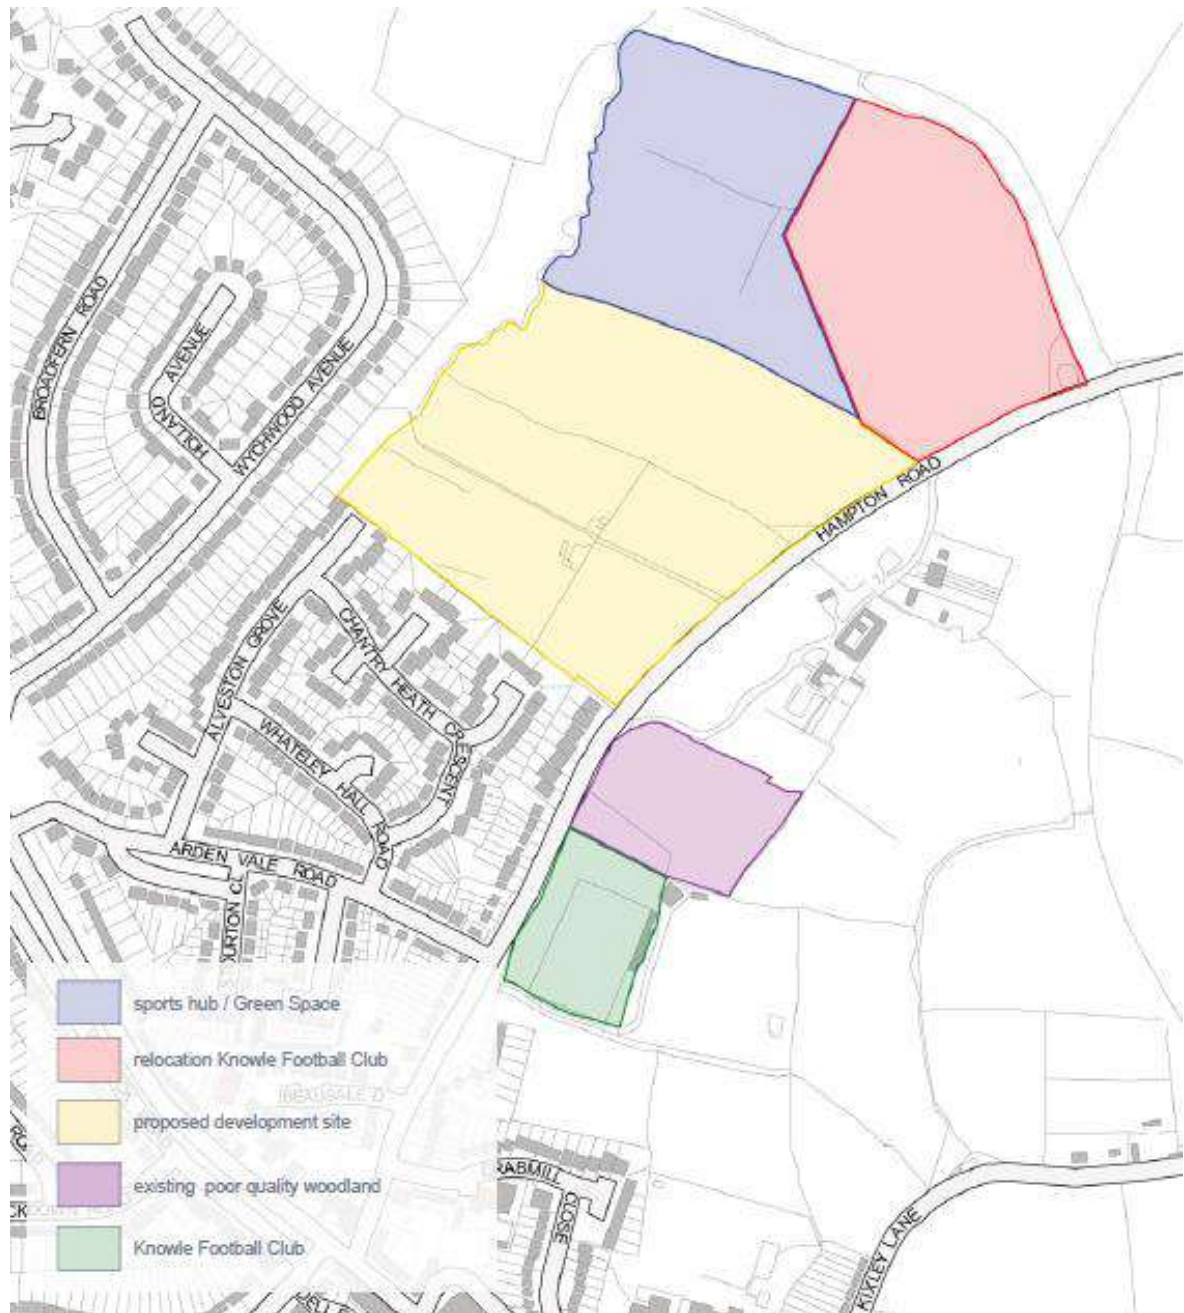 BROADFERN ROAD
HOLLAND AVENUE
WYCHWOOD AVENUE
HAMPTON ROAD
ALVESTON GROVE
CHANTRY HEATH CRESCENT
WHATELEY HALL ROAD
ARDEN VALE ROAD
sports hub / Green Space
relocation Knowle Football Club
proposed development site
existing poor quality woodland
Knowle Football Club
RABMILL CLOSE
KIXLEY LANE